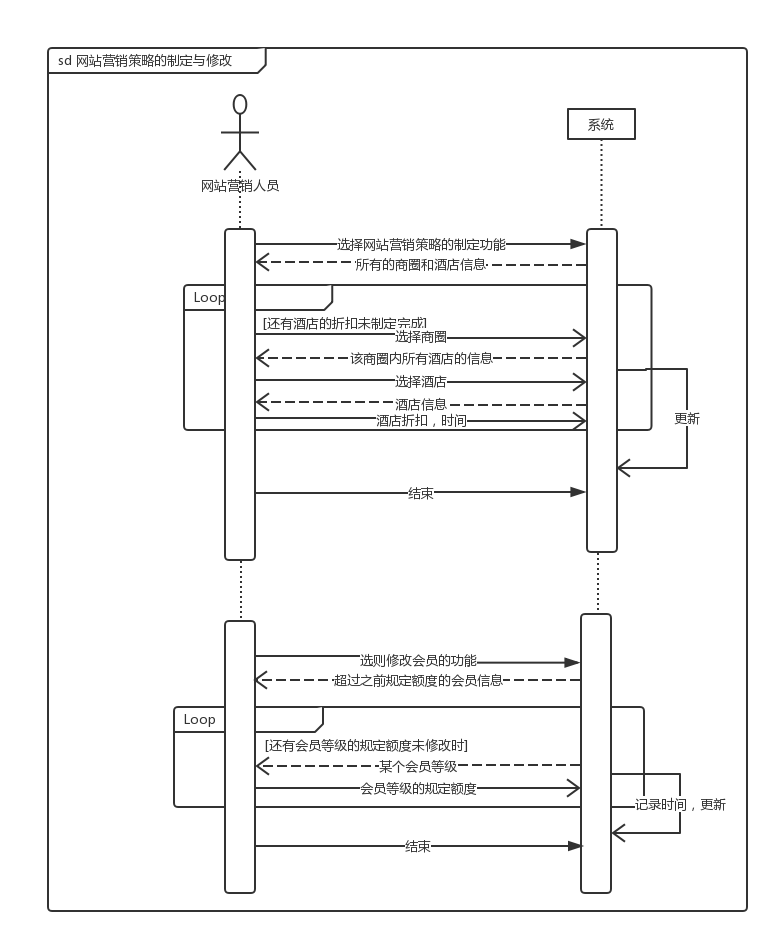 sd 网站营销策略的制定与修改
系统
网站营销人员
选择网站营销策略的制定功能
所有的商圈和酒店信息
Loop
[还有酒店的折扣未制定完成]
选择商圈
该商圈内所有酒店的信息
选择酒店
酒店信息
酒店折扣，时间
更新
结束
选则修改会员的功能
超过之前规定额度的会员信息
Loop
[还有会员等级的规定额度未修改时]
某个会员等级
会员等级的规定额度
记录时间，更新
结束